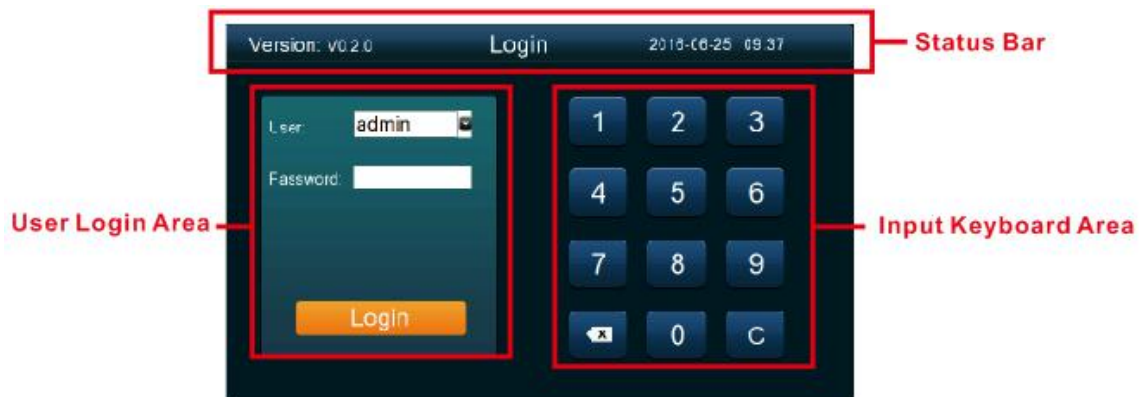 Version: V0.2.0 Login 2016-06-25 09:37 Status Bar
User: admin
Password:
Login
User Login Area
1 2 3
4 5 6
7 8 9
x 0 C
Input Keyboard Area